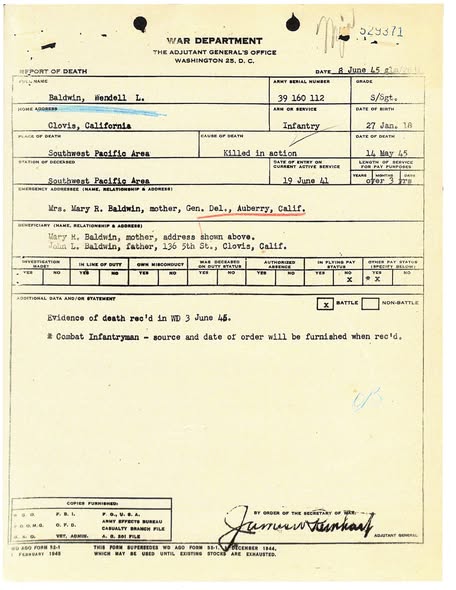 529371
WAR DEPARTMENT
THE ADJUTANT GENERAL'S OFFICE
WASHINGTON 25, D. C.
REPORT OF DEATH
DATE 8 June 45
FULL NAME ARMY SERIAL NUMBER GRADE
Baldwin, Wendell L. 39 160 112 S/Sgt.
HOME ADDRESS ARM OR SERVICE DATE OF BIRTH
Clovis, California Infantry 27 Jan. 18
PLACE OF DEATH CAUSE OF DEATH DATE OF DEATH
Southwest Pacific Area Killed in action 14 May 45
STATION OF DECEASED DATE OF ENTRY ON CURRENT ACTIVE SERVICE LENGTH OF SERVICE FOR PAY PURPOSES
YEARS MONTHS DAYS
Southwest Pacific Area 19 June 41 over 3 yrs
EMERGENCY ADDRESSEE (NAME, RELATIONSHIP & ADDRESS)
Mrs. Mary R. Baldwin, mother, Gen. Del., Auberry, Calif.
BENEFICIARY (NAME, RELATIONSHIP & ADDRESS)
Mary R. Baldwin, mother, address shown above.
John L. Baldwin, father, 136 5th St., Clovis, Calif.
INVESTIGATION MADE? IN LINE OF DUTY OWN MISCONDUCT WAS DECEASED ON DUTY STATUS AUTHORIZED ABSENCE IN FLYING PAY STATUS OTHER PAY STATUS (SPECIFY BELOW)
YES NO YES NO YES NO YES NO YES NO YES NO YES NO
X * X
ADDITIONAL DATA AND/OR STATEMENT
X BATTLE NON-BATTLE
Evidence of death rec'd in WD 3 June 45.
* Combat Infantryman - source and date of order will be furnished when rec'd.
COPIES FURNISHED:
F. B. I. F. O., U. S. A.
ARMY EFFECTS BUREAU
O. F. D. CASUALTY BRANCH FILE
VET. ADMIN. A. G. 201 FILE
BY ORDER OF THE SECRETARY OF WAR,
ADJUTANT GENERAL
WD AGO FORM 52-1 THIS FORM SUPERSEDES WD AGO FORM 52-1, DECEMBER 1944,
1 FEBRUARY 1945 WHICH MAY BE USED UNTIL EXISTING STOCKS ARE EXHAUSTED.